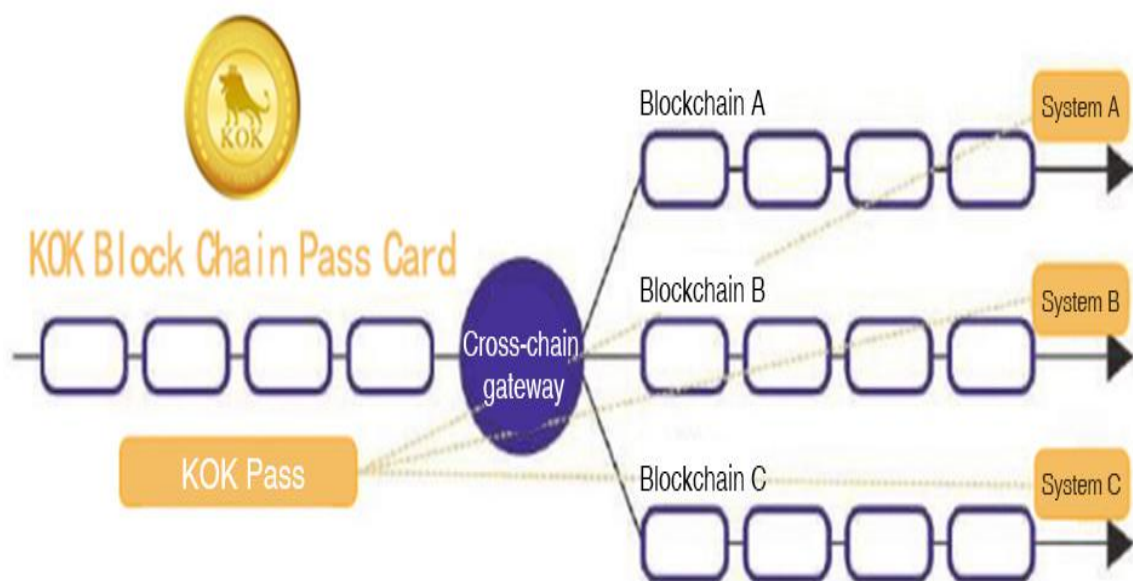 KOK
KOK Block Chain Pass Card
Cross-chain
gateway
KOK Pass
Blockchain A
System A
Blockchain B
System B
Blockchain C
System C